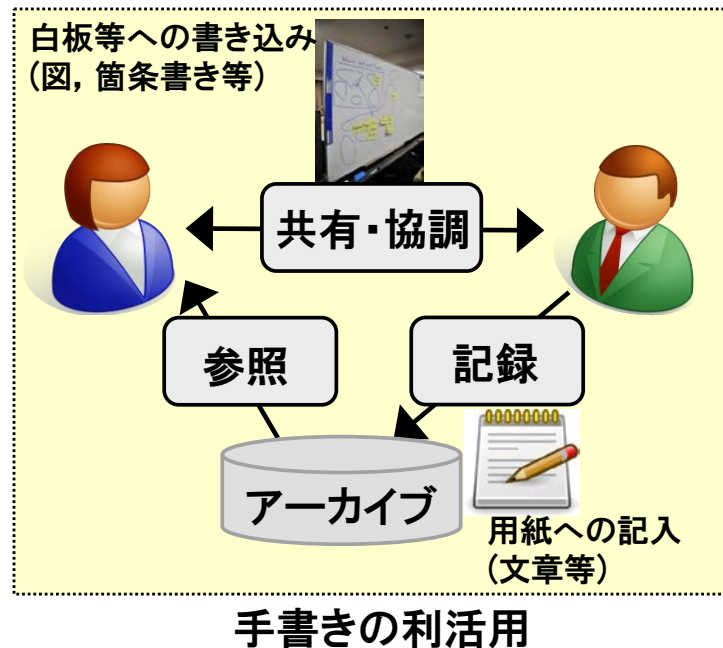 白板等への書き込み
(図, 箇条書き等)
共有・協調
参照
記録
アーカイブ
用紙への記入
(文章等)
手書きの利活用